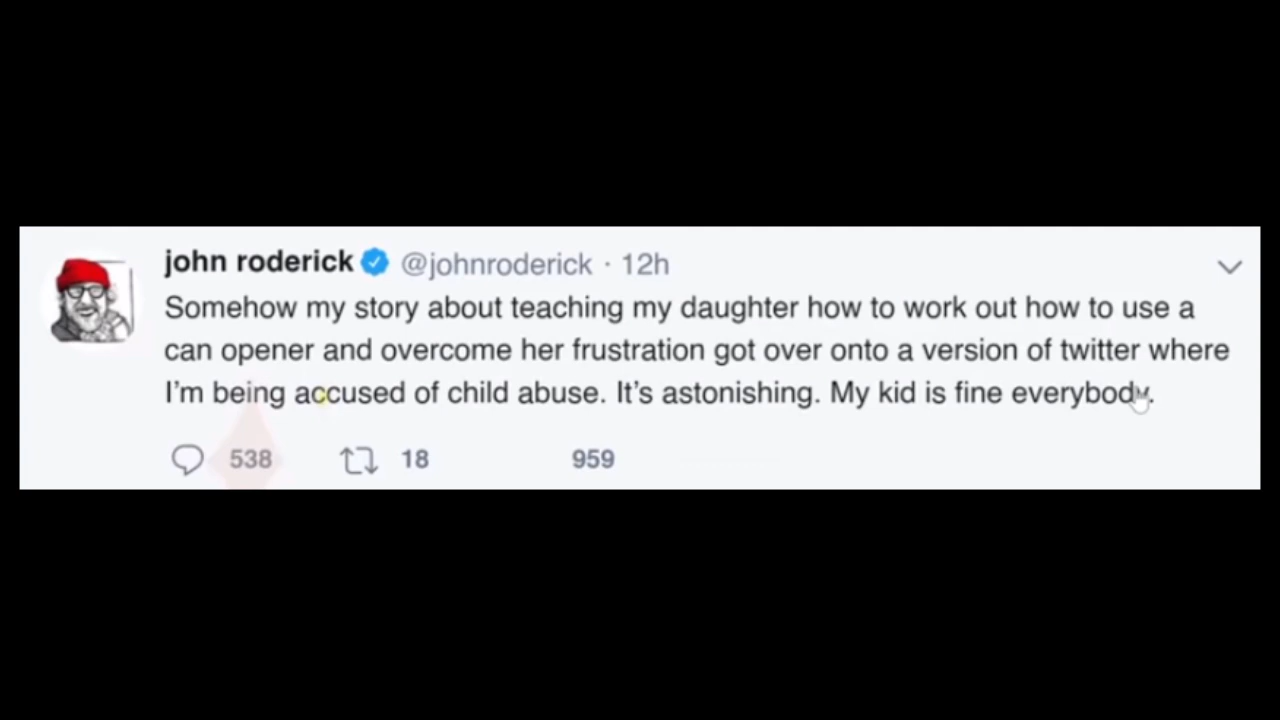 john roderick @johnroderick · 12h
Somehow my story about teaching my daughter how to work out how to use a
can opener and overcome her frustration got over onto a version of twitter where
I'm being accused of child abuse. It's astonishing. My kid is fine everybody.
538 18 959